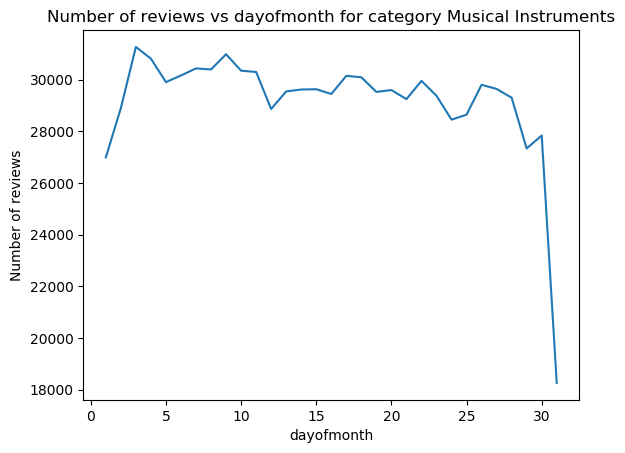 Number of reviews vs dayofmonth for category Musical Instruments
Number of reviews
30000
28000
26000
24000
22000
20000
18000
0 5 10 15 20 25 30
dayofmonth